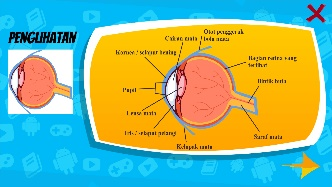 PENGLIHATAN
Otot penggerak
bola mata
Cairan mata
Kornea / selaput bening
Bagian retina yang
terlihat
Bintik buta
Pupil
Lensa mata
Iris / selaput pelangi
Saraf mata
Kelopak mata